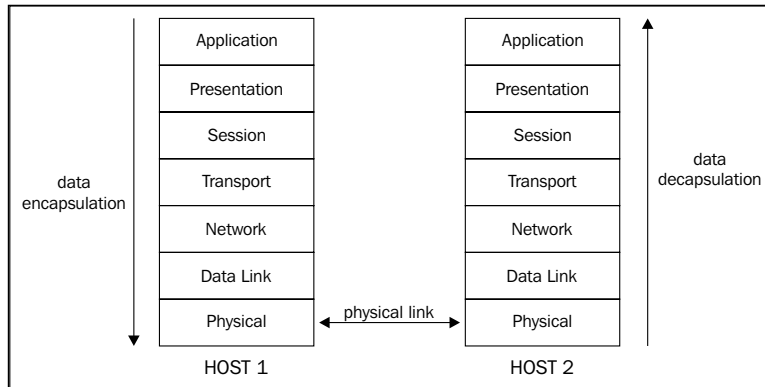 Application
Presentation
Session
Transport
Network
Data Link
Physical
HOST 1
data
encapsulation
physical link
Application
Presentation
Session
Transport
Network
Data Link
Physical
HOST 2
data
decapsulation